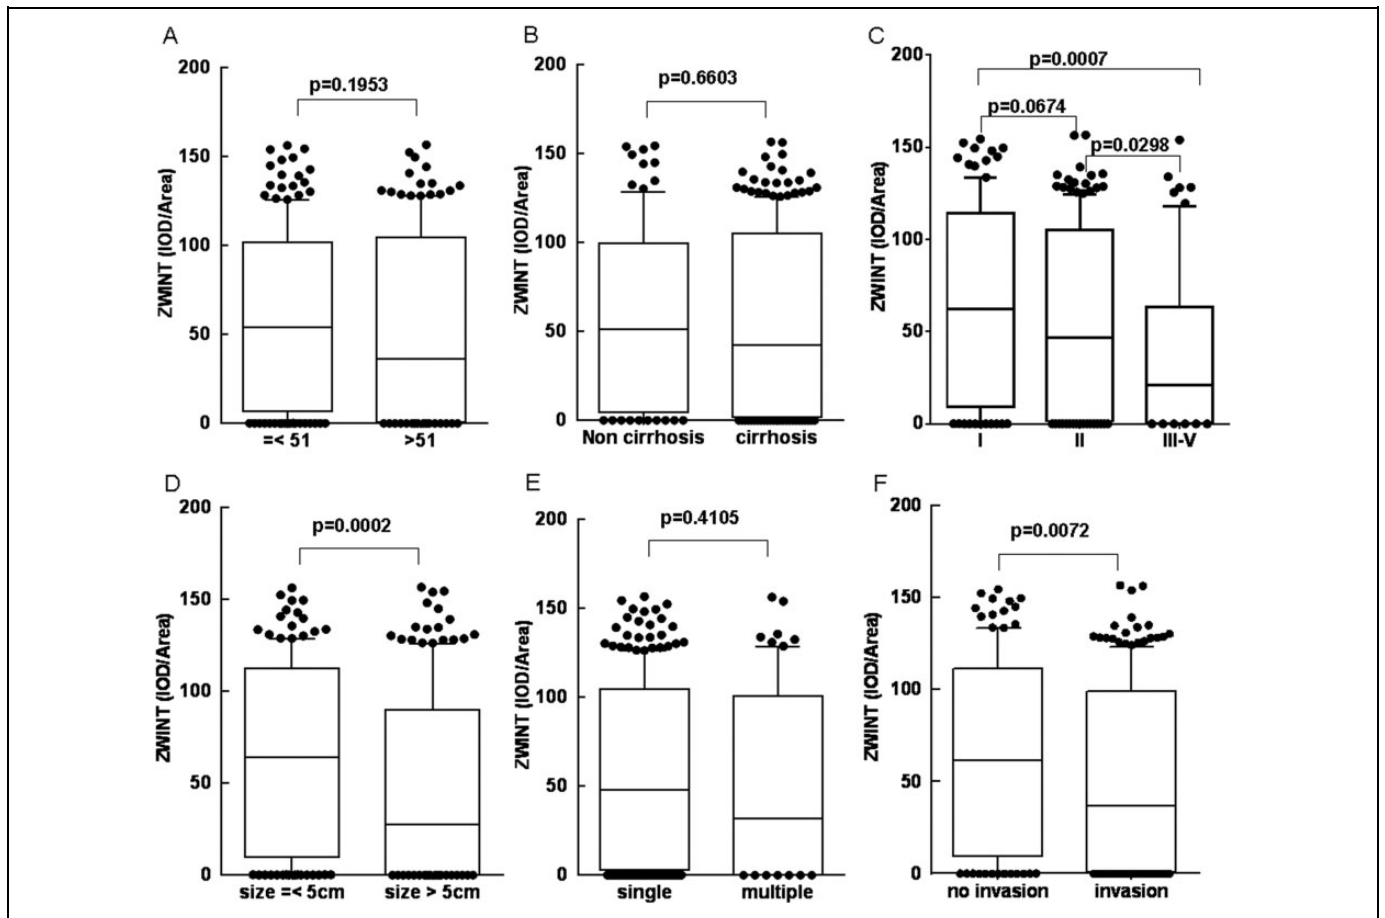 A
ZWINT (IOD/Area)
200
150
100
50
0
p=0.1953
=< 51
>51
B
ZWINT (IOD/Area)
200
150
100
50
0
p=0.6603
Non cirrhosis
cirrhosis
C
ZWINT (IOD/Area)
200
150
100
50
0
p=0.0007
p=0.0674
p=0.0298
I
II
III-V
D
ZWINT (IOD/Area)
200
150
100
50
0
p=0.0002
size =< 5cm
size > 5cm
E
ZWINT (IOD/Area)
200
150
100
50
0
p=0.4105
single
multiple
F
ZWINT (IOD/Area)
200
150
100
50
0
p=0.0072
no invasion
invasion